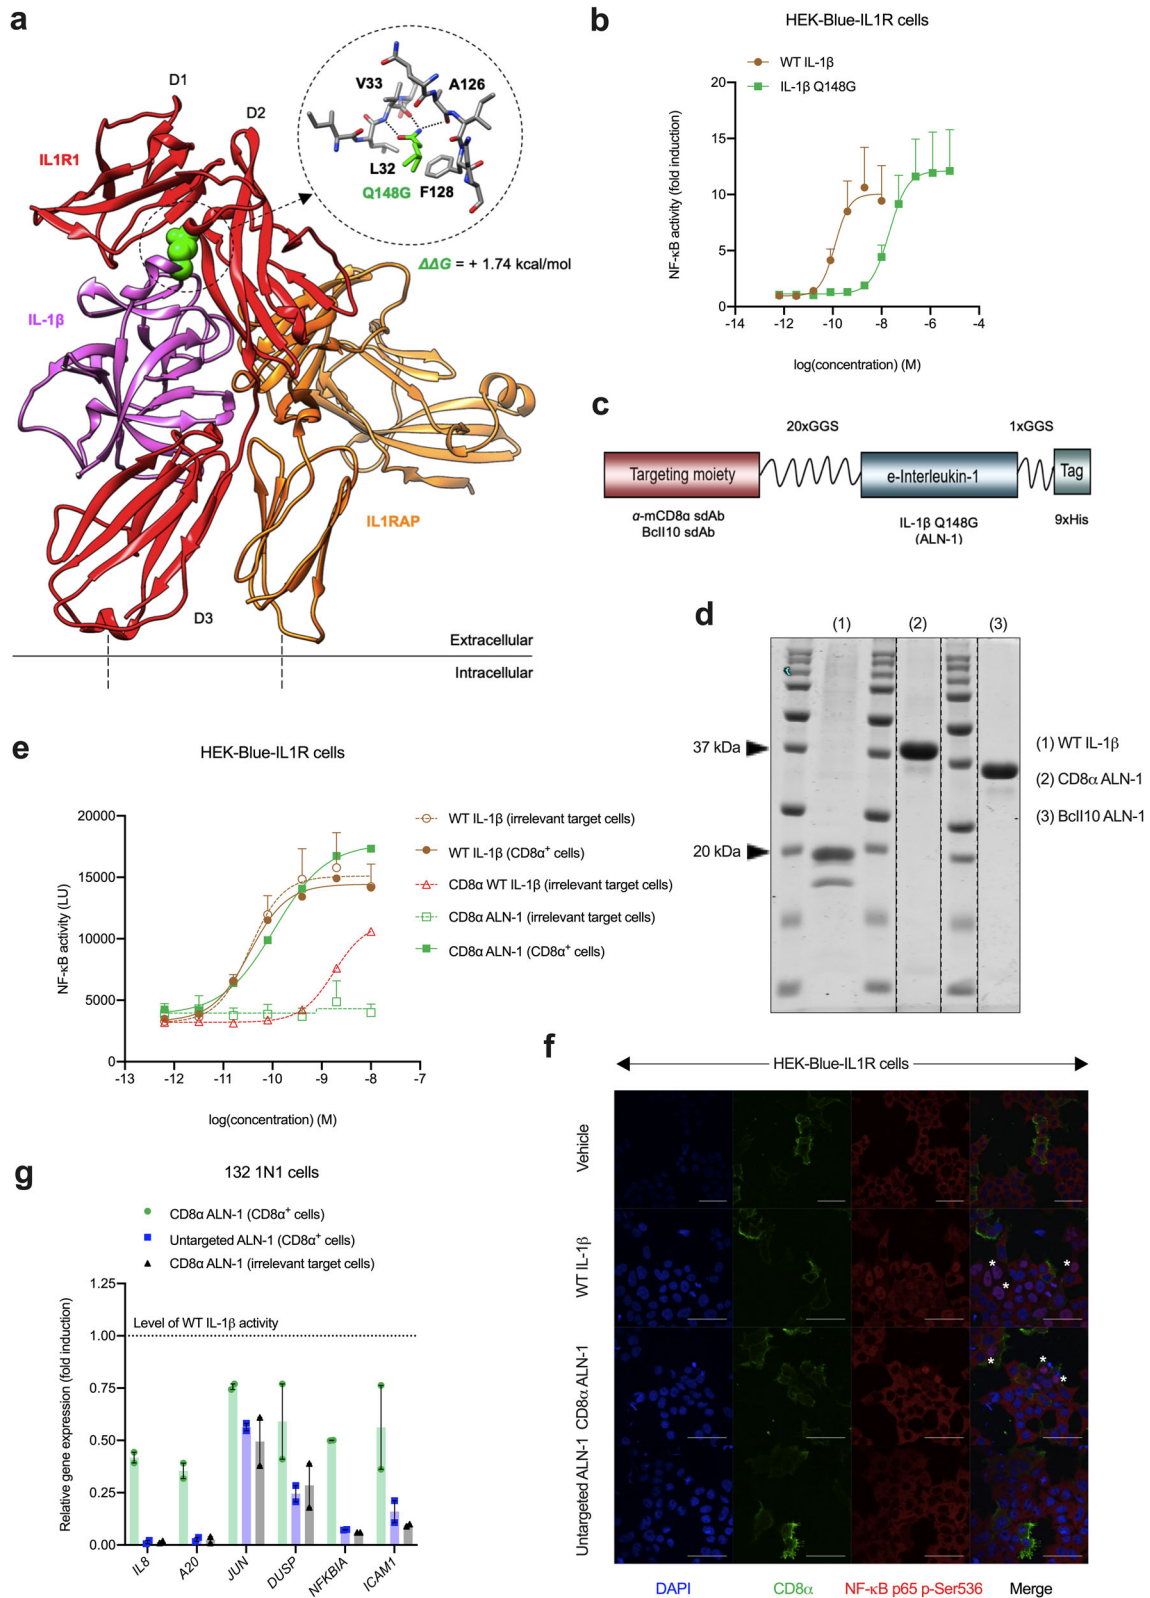 a
D1
D2
IL1R1
V33
A126
L32
Q148G
F128
ΔΔG = + 1.74 kcal/mol
IL-1β
IL1RAP
D3
Extracellular
Intracellular
b
HEK-Blue-IL1R cells
WT IL-1β
IL-1β Q148G
NF-κB activity (fold induction)
20
15
10
5
0
-14
-12
-10
-8
-6
-4
log(concentration) (M)
c
20xGGS
1xGGS
Targeting moiety
e-Interleukin-1
Tag
α-mCD8α sdAb
BcII10 sdAb
IL-1β Q148G
(ALN-1)
9xHis
d
(1)
(2)
(3)
37 kDa
20 kDa
(1) WT IL-1β
(2) CD8α ALN-1
(3) BcII10 ALN-1
e
HEK-Blue-IL1R cells
NF-κB activity (LU)
20000
15000
10000
5000
0
-13
-12
-11
-10
-9
-8
-7
log(concentration) (M)
WT IL-1β (irrelevant target cells)
WT IL-1β (CD8α+ cells)
CD8α WT IL-1β (irrelevant target cells)
CD8α ALN-1 (irrelevant target cells)
CD8α ALN-1 (CD8α+ cells)
f
HEK-Blue-IL1R cells
Vehicle
WT IL-1β
CD8α ALN-1
Untargeted ALN-1
* * *
* * *
DAPI
CD8α
NF-κB p65 p-Ser536
Merge
g
132 1N1 cells
CD8α ALN-1 (CD8α+ cells)
Untargeted ALN-1 (CD8α+ cells)
CD8α ALN-1 (irrelevant target cells)
Relative gene expression (fold induction)
1.25
1.00
0.75
0.50
0.25
0.00
Level of WT IL-1β activity
IL8
A20
JUN
DUSP
NFKBIA
ICAM1